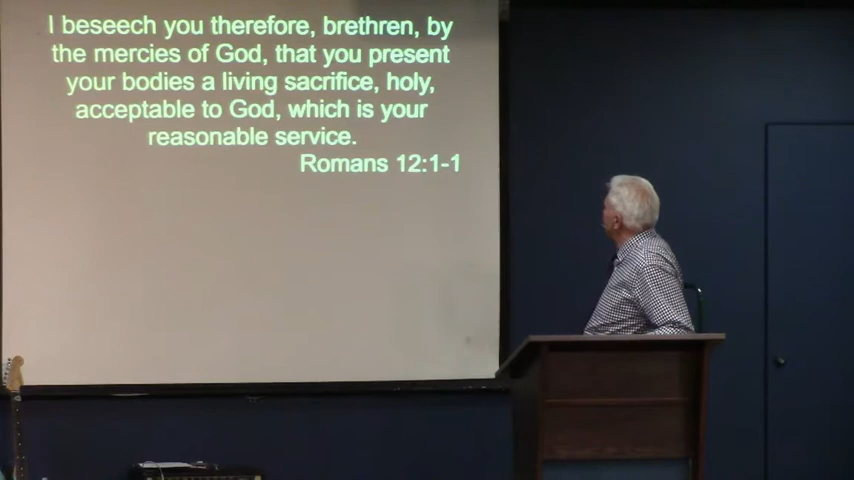 I beseech you therefore, brethren, by
the mercies of God, that you present
your bodies a living sacrifice, holy,
acceptable to God, which is your
reasonable service.
Romans 12:1-1